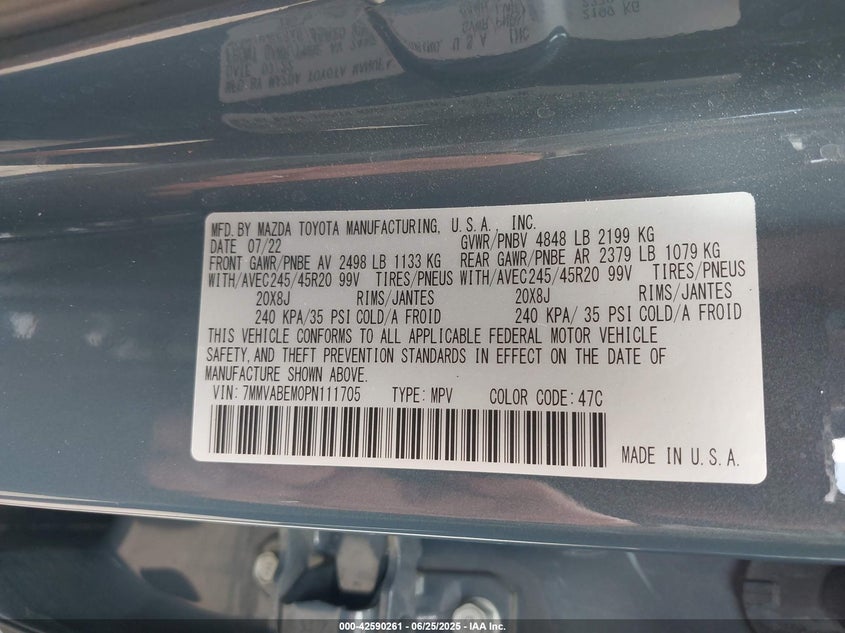 MFD. BY MAZDA TOYOTA MANUFACTURING, U.S.A., INC.
DATE 07/22 GVWR/PNBV 4848 LB 2199 KG
FRONT GAWR/PNBE AV 2498 LB 1133 KG REAR GAWR/PNBE AR 2379 LB 1079 KG
WITH/AVEC245/45R20 99V TIRES/PNEUS WITH/AVEC245/45R20 99V TIRES/PNEUS
20X8J RIMS/JANTES 20X8J RIMS/JANTES
240 KPA/35 PSI COLD/A FROID 240 KPA/ 35 PSI COLD/A FROID
THIS VEHICLE CONFORMS TO ALL APPLICABLE FEDERAL MOTOR VEHICLE
SAFETY, AND THEFT PREVENTION STANDARDS IN EFFECT ON THE DATE OF
MANUFACTURE SHOWN ABOVE.
VIN: 7MMVABEM0PN111705 TYPE: MPV COLOR CODE: 47C
MADE IN U.S.A.
000-42590261 - 06/25/2025 - IAA Inc.